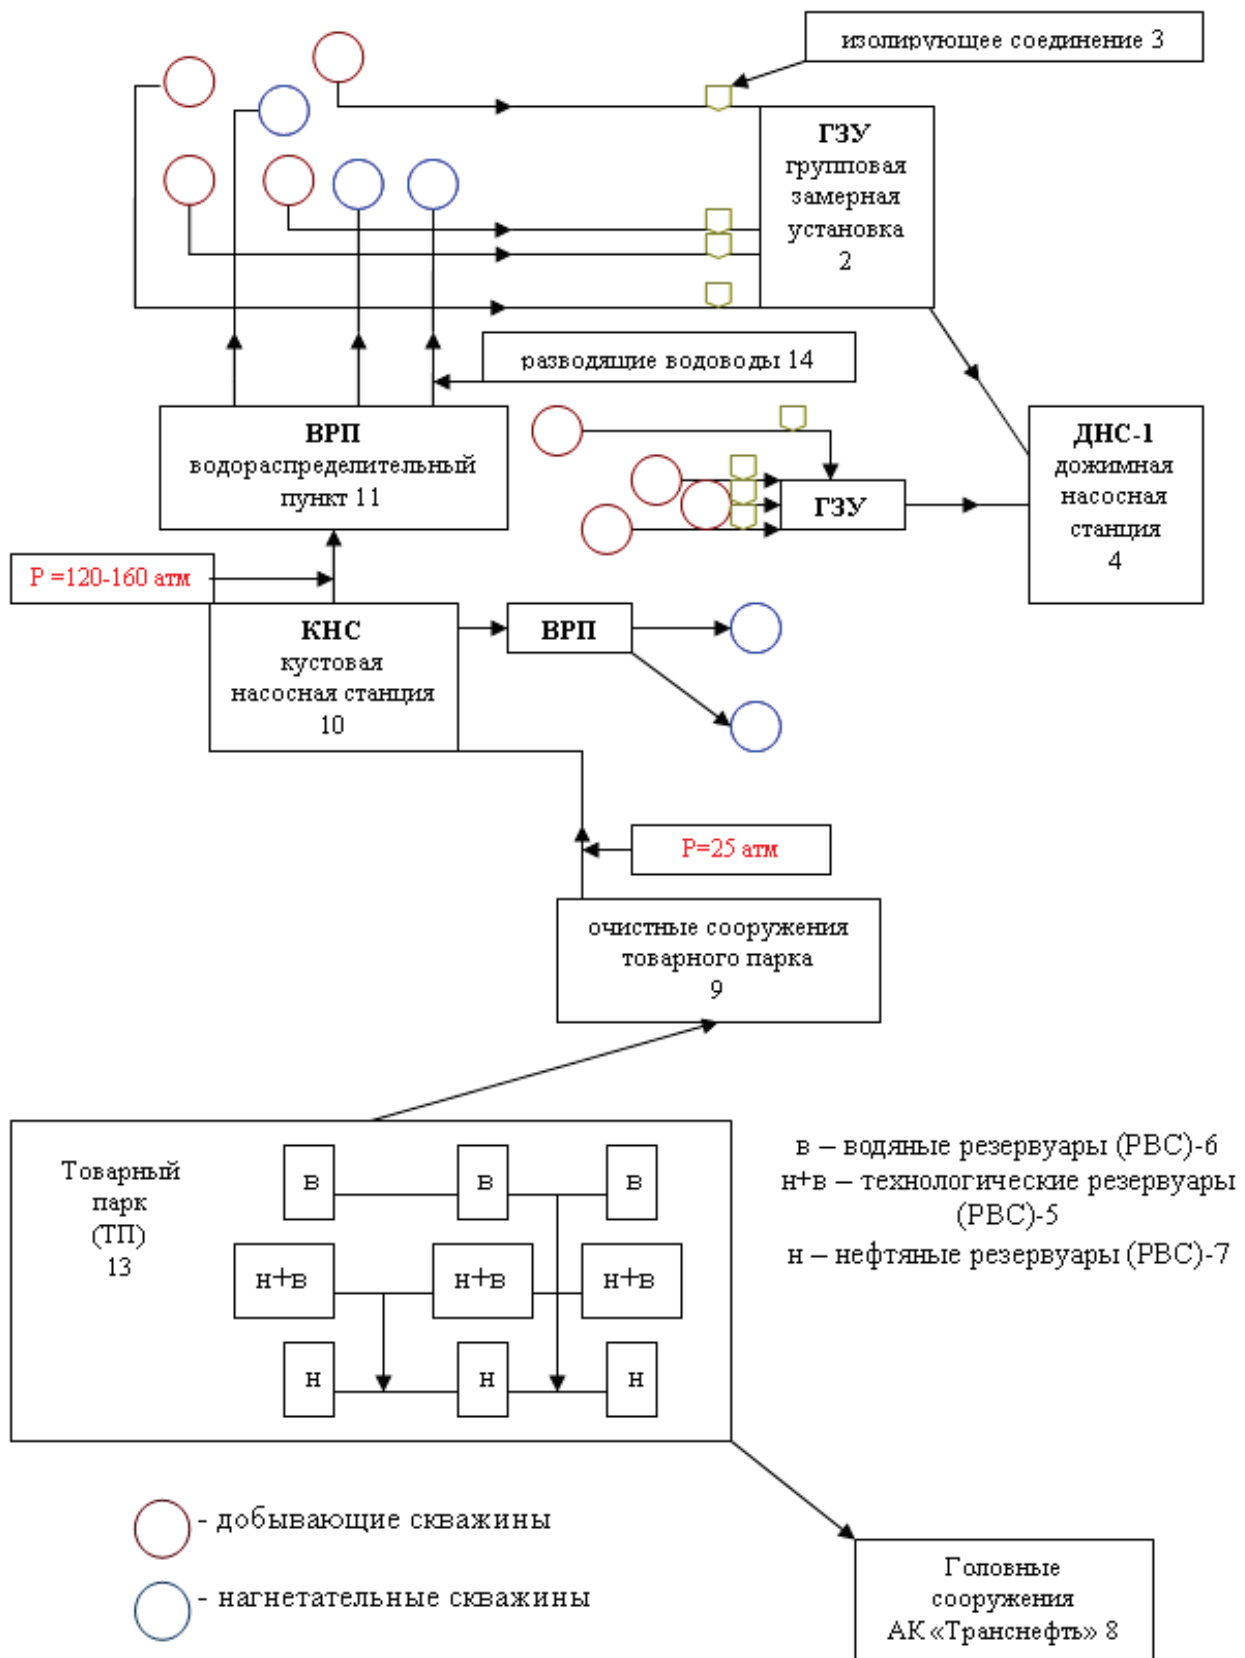 изолирующее соединение 3
ГЗУ
групповая
замерная
установка
2
разводящие водоводы 14
ВРП
водораспределительный
пункт 11
ДНС-1
дожимная
насосная
станция
4
ГЗУ
Р =120-160 атм
КНС
кустовая
насосная станция
10
ВРП
Р=25 атм
очистные сооружения
товарного парка
9
Товарный
парк
(ТП)
13
в в в
н+в н+в н+в
н н н
в – водяные резервуары (РВС)-6
н+в – технологические резервуары
(РВС)-5
н – нефтяные резервуары (РВС)-7
- добывающие скважины
- нагнетательные скважины
Головные
сооружения
АК «Транснефть» 8